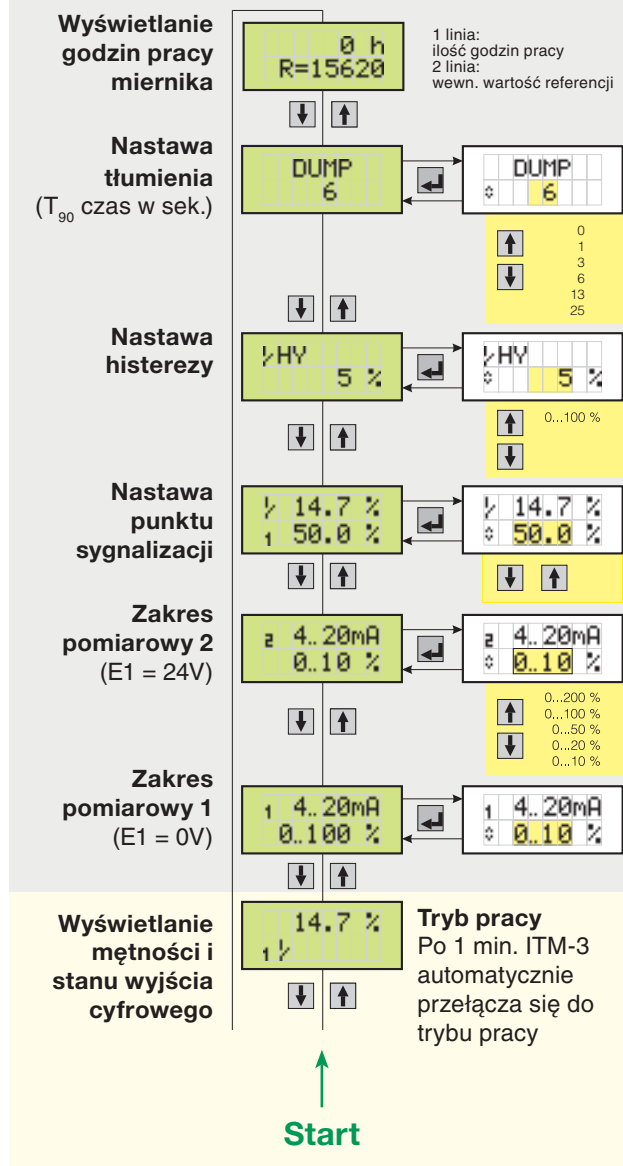 Wyświetlanie
godzin pracy
miernika
0 h
R=15620
1 linia:
ilość godzin pracy
2 linia:
wewn. wartość referencji
Nastawa
tłumienia
(T90 czas w sek.)
DUMP
6
DUMP
6
0
1
3
6
13
25
Nastawa
histerezy
HY
5 %
HY
5 %
0...100 %
Nastawa
punktu
sygnalizacji
14.7 %
1 50.0 %
14.7 %
50.0 %
Zakres
pomiarowy 2
(E1 = 24V)
2 4..20mA
0..10 %
2 4..20mA
0..10 %
0...200 %
0...100 %
0...50 %
0...20 %
0...10 %
Zakres
pomiarowy 1
(E1 = 0V)
1 4..20mA
0..100 %
1 4..20mA
0..10 %
Wyświetlanie
mętności i
stanu wyjścia
cyfrowego
14.7 %
1
Tryb pracy
Po 1 min. ITM-3
automatycznie
przełącza się do
trybu pracy
Start